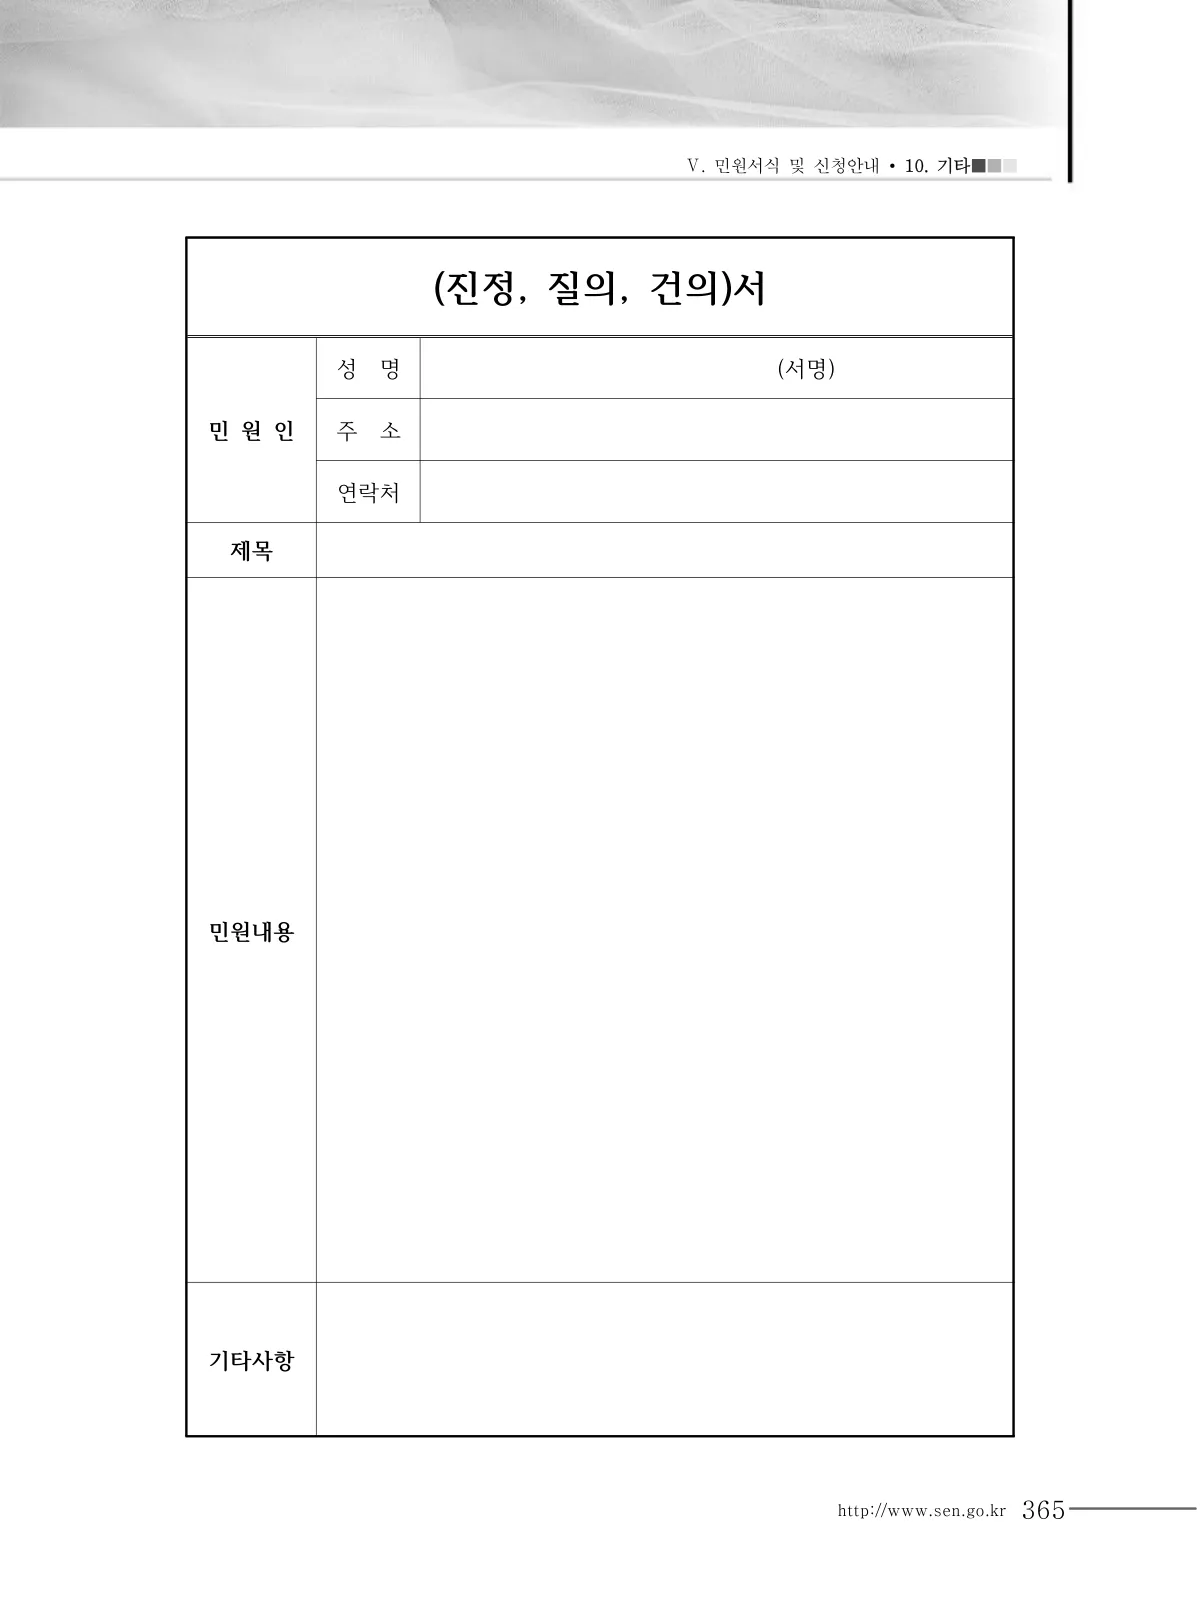 Ⅴ. 민원서식 및 신청안내 • 10. 기타
(진정, 질의, 건의)서
민 원 인
성 명
(서명)
주 소
연락처
제목
민원내용
기타사항
http://www.sen.go.kr 365